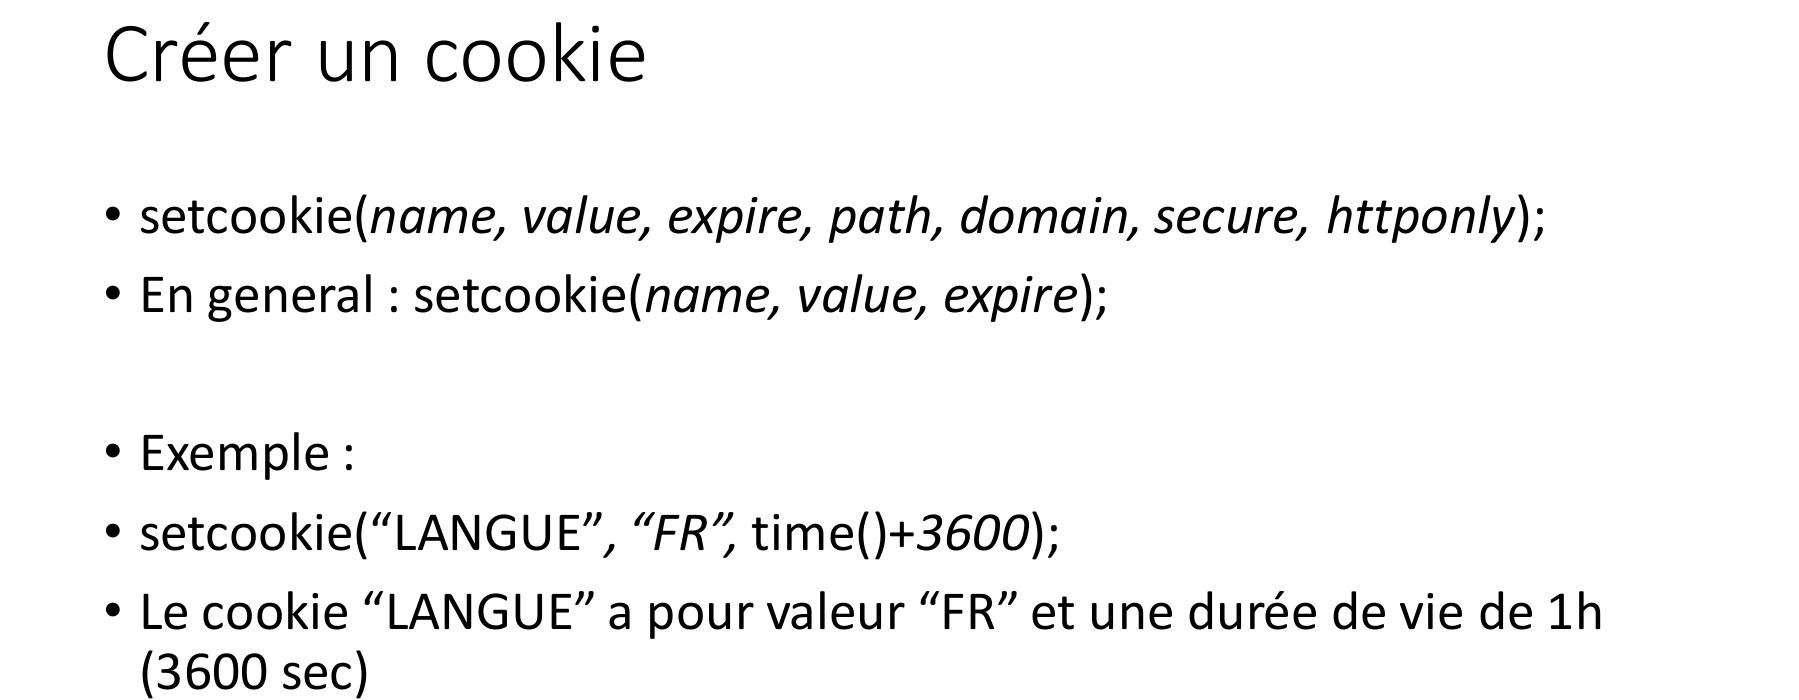 Créer un cookie
• setcookie(name, value, expire, path, domain, secure, httponly);
• En general : setcookie(name, value, expire);
• Exemple :
• setcookie(“LANGUE”, “FR”, time()+3600);
• Le cookie “LANGUE” a pour valeur “FR” et une durée de vie de 1h
(3600 sec)